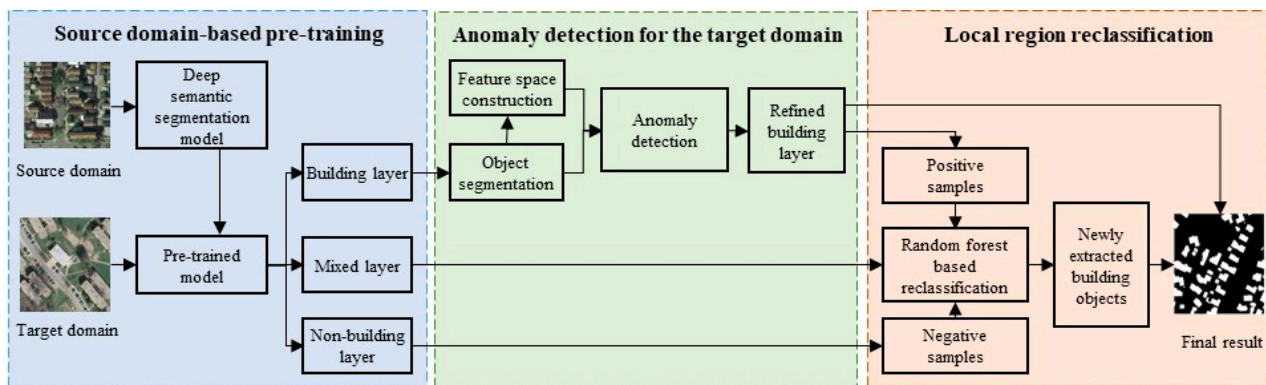 Source domain-based pre-training
Deep
semantic
segmentation
model
Source domain
Pre-trained
model
Target domain
Building layer
Mixed layer
Non-building
layer
Anomaly detection for the target domain
Feature space
construction
Object
segmentation
Anomaly
detection
Refined
building
layer
Local region reclassification
Positive
samples
Random forest
based
reclassification
Negative
samples
Newly
extracted
building
objects
Final result